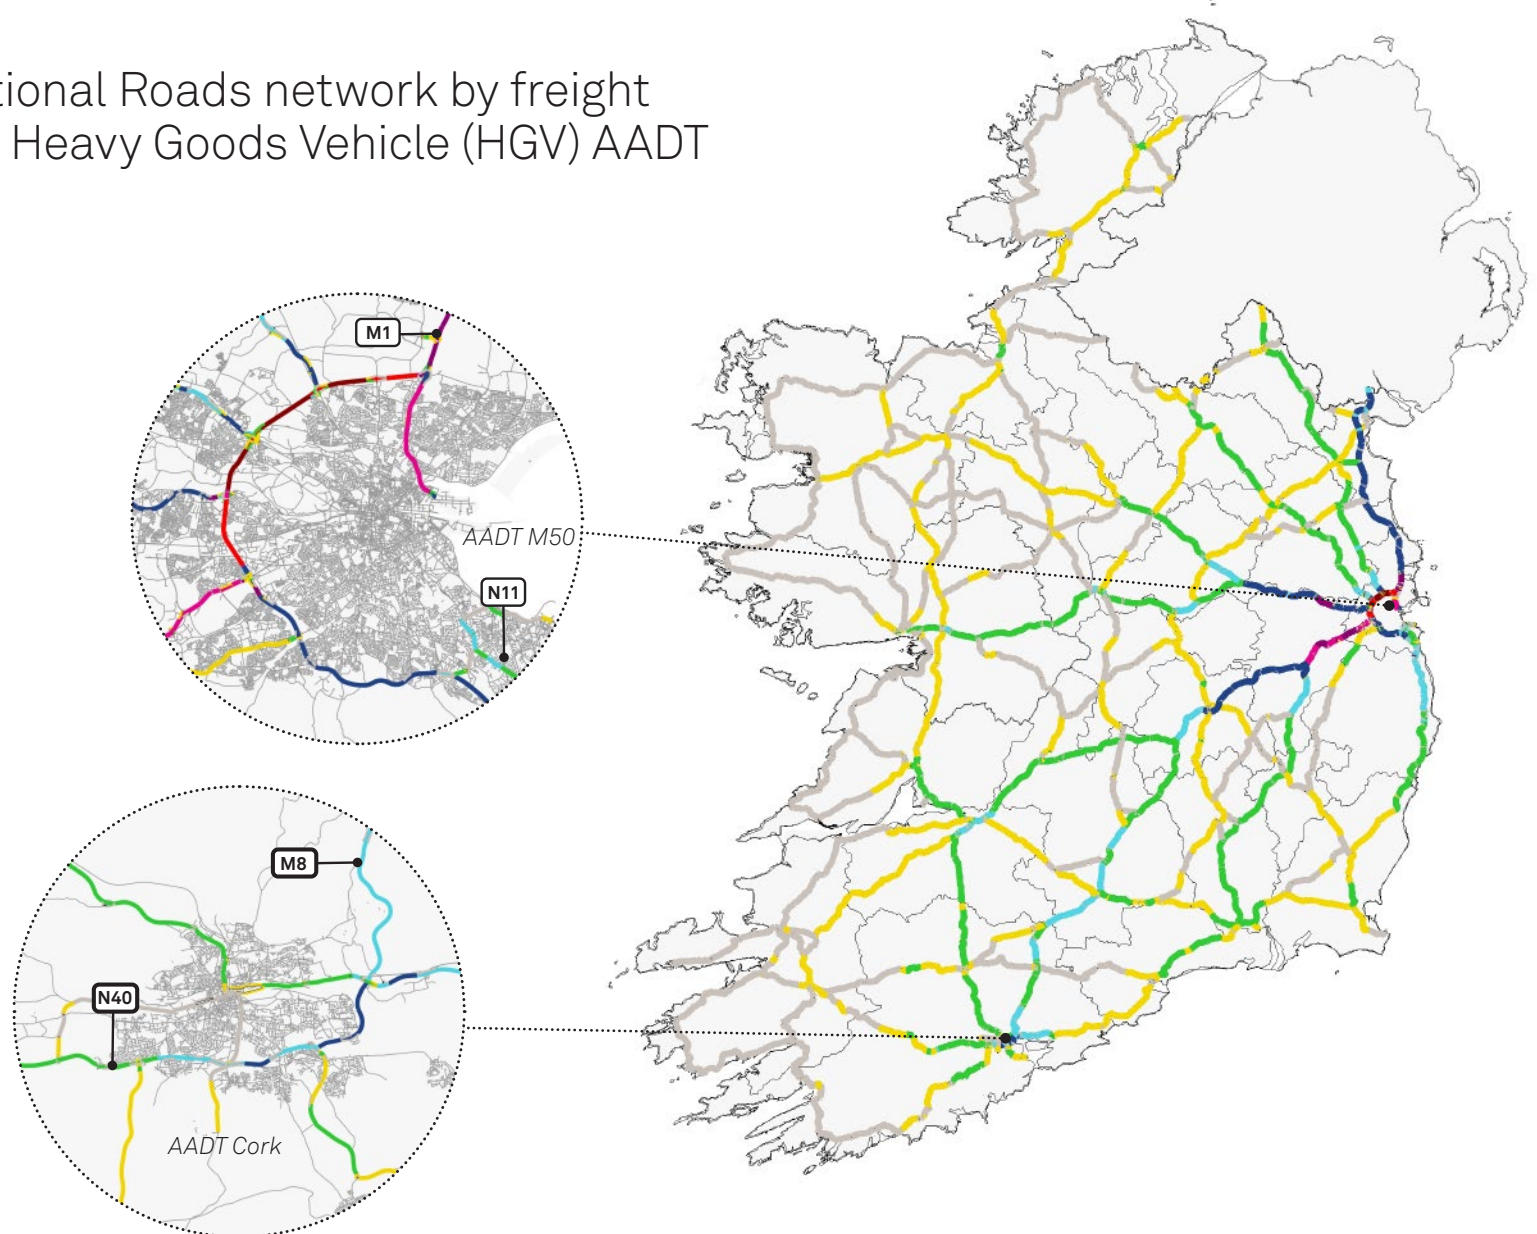 tional Roads network by freight
Heavy Goods Vehicle (HGV) AADT
M1
AADT M50
N11
M8
N40
AADT Cork